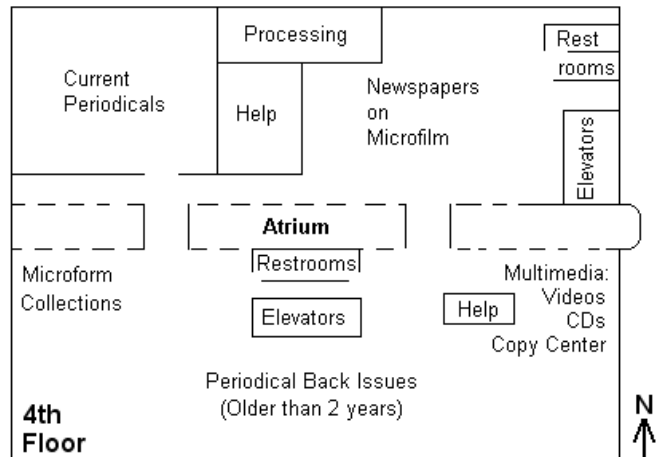 Processing
Rest
rooms
Current
Periodicals
Help
Newspapers
on
Microfilm
Elevators
Atrium
Restrooms
Microform
Collections
Elevators
Help
Multimedia:
Videos
CDs
Copy Center
Periodical Back Issues
(Older than 2 years)
4th
Floor
N